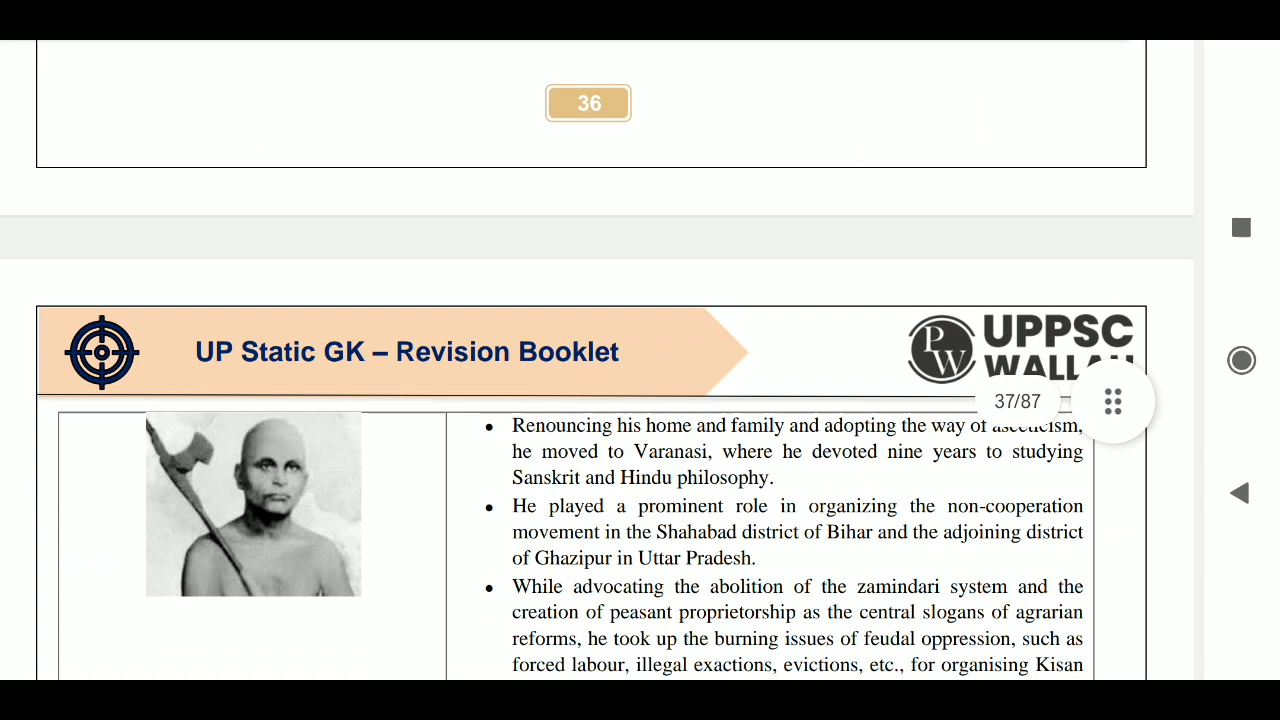 36
UP Static GK – Revision Booklet
PW
UPPSC
WALLAH
37/87
• Renouncing his home and family and adopting the way of asceticism,
he moved to Varanasi, where he devoted nine years to studying
Sanskrit and Hindu philosophy.
• He played a prominent role in organizing the non-cooperation
movement in the Shahabad district of Bihar and the adjoining district
of Ghazipur in Uttar Pradesh.
• While advocating the abolition of the zamindari system and the
creation of peasant proprietorship as the central slogans of agrarian
reforms, he took up the burning issues of feudal oppression, such as
forced labour, illegal exactions, evictions, etc., for organising Kisan